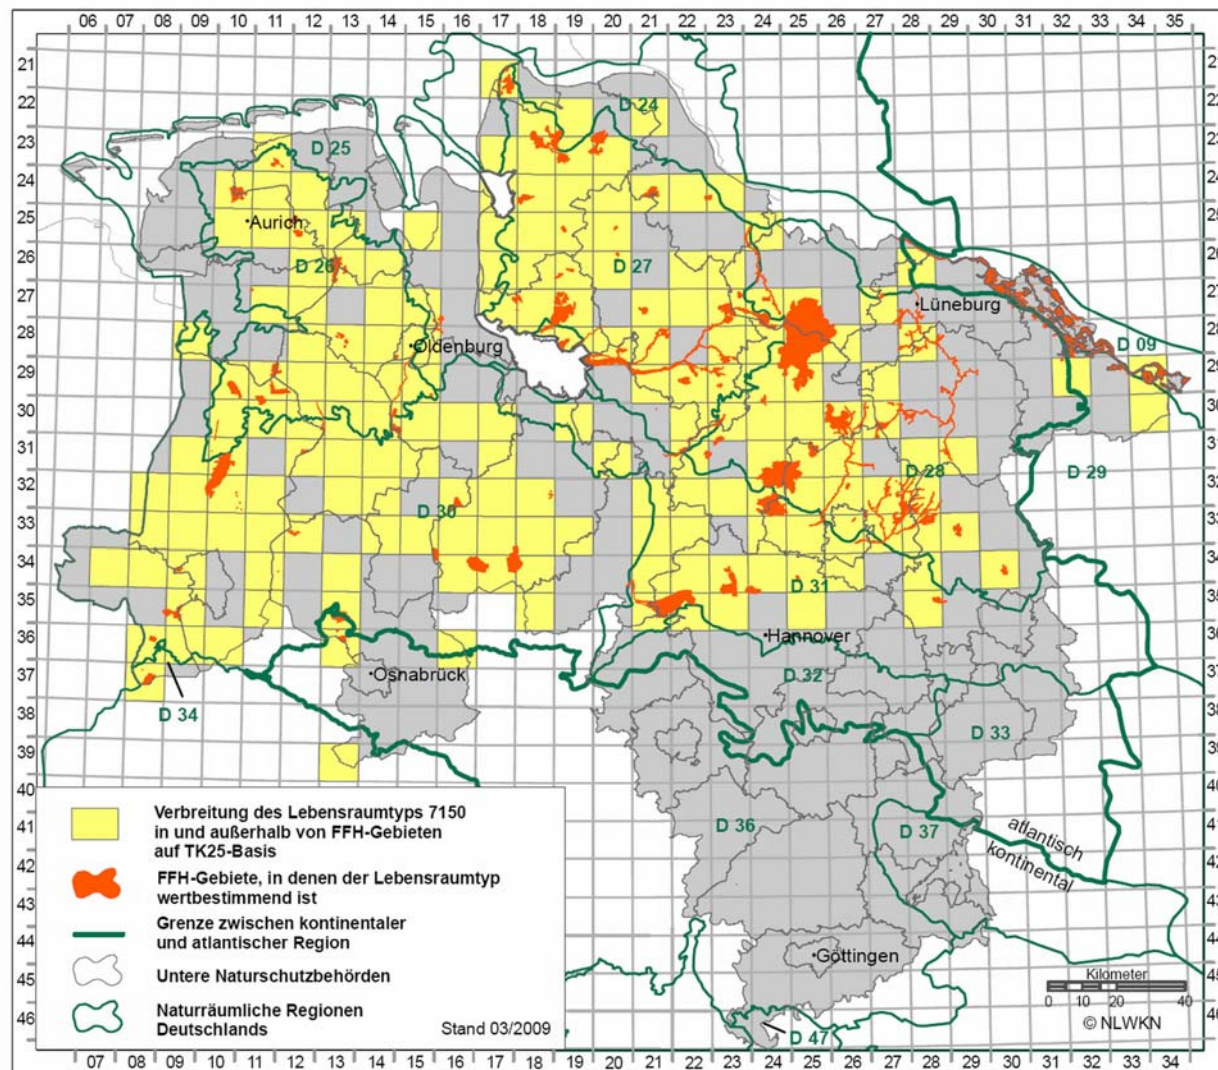 06 07 08 09 10 11 12 13 14 15 16 17 18 19 20 21 22 23 24 25 26 27 28 29 30 31 32 33 34 35
21
22
23
24
25
26
27
28
29
30
31
32
33
34
35
36
37
38
39
40
41
42
43
44
45
46
D 24
D 25
Aurich
D 26
D 27
Lüneburg
Oldenburg
D 09
D 28
D 29
D 30
D 31
Hannover
D 32
Osnabrück
D 34
D 33
D 36
D 37
atlantisch
kontinental
Göttingen
D 47
Verbreitung des Lebensraumtyps 7150
in und außerhalb von FFH-Gebieten
auf TK25-Basis
FFH-Gebiete, in denen der Lebensraumtyp
wertbestimmend ist
Grenze zwischen kontinentaler
und atlantischer Region
Untere Naturschutzbehörden
Naturräumliche Regionen
Deutschlands
Stand 03/2009
Kilometer
0 10 20 40
© NLWKN
07 08 09 10 11 12 13 14 15 16 17 18 19 20 21 22 23 24 25 26 27 28 29 30 31 32 33 34